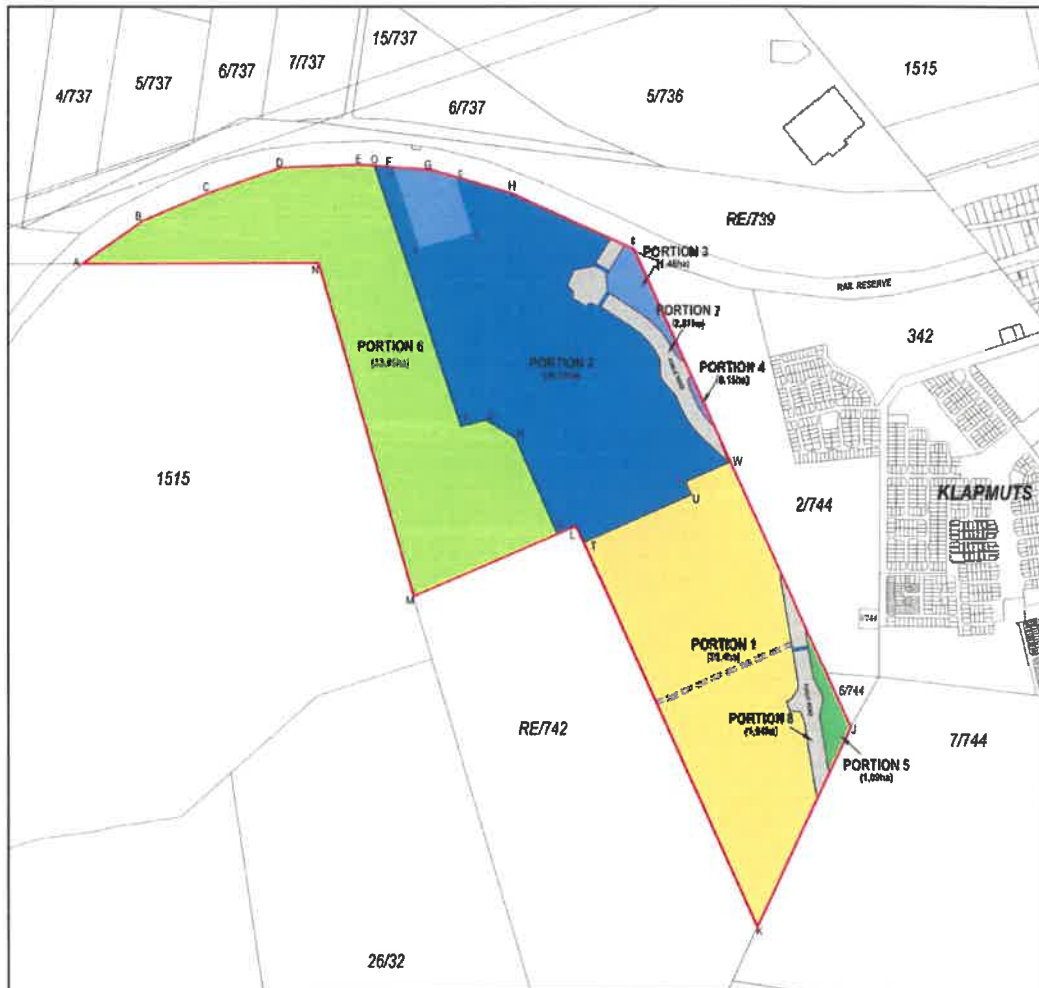 15/737
7/737
6/737
5/737
4/737
6/737
5/736
1515
D
E
O
F
G
C
H
B
RE/739
PORTION 3
A
N
RAIL RESERVE
PORTION 2
342
PORTION 6
PORTION 4
1515
W
KLAPMUTS
U
2/744
L
T
M
PORTION 1
6/744
RE/742
PORTION 8
J
7/744
PORTION 5
(1,09ha)
K
26/32